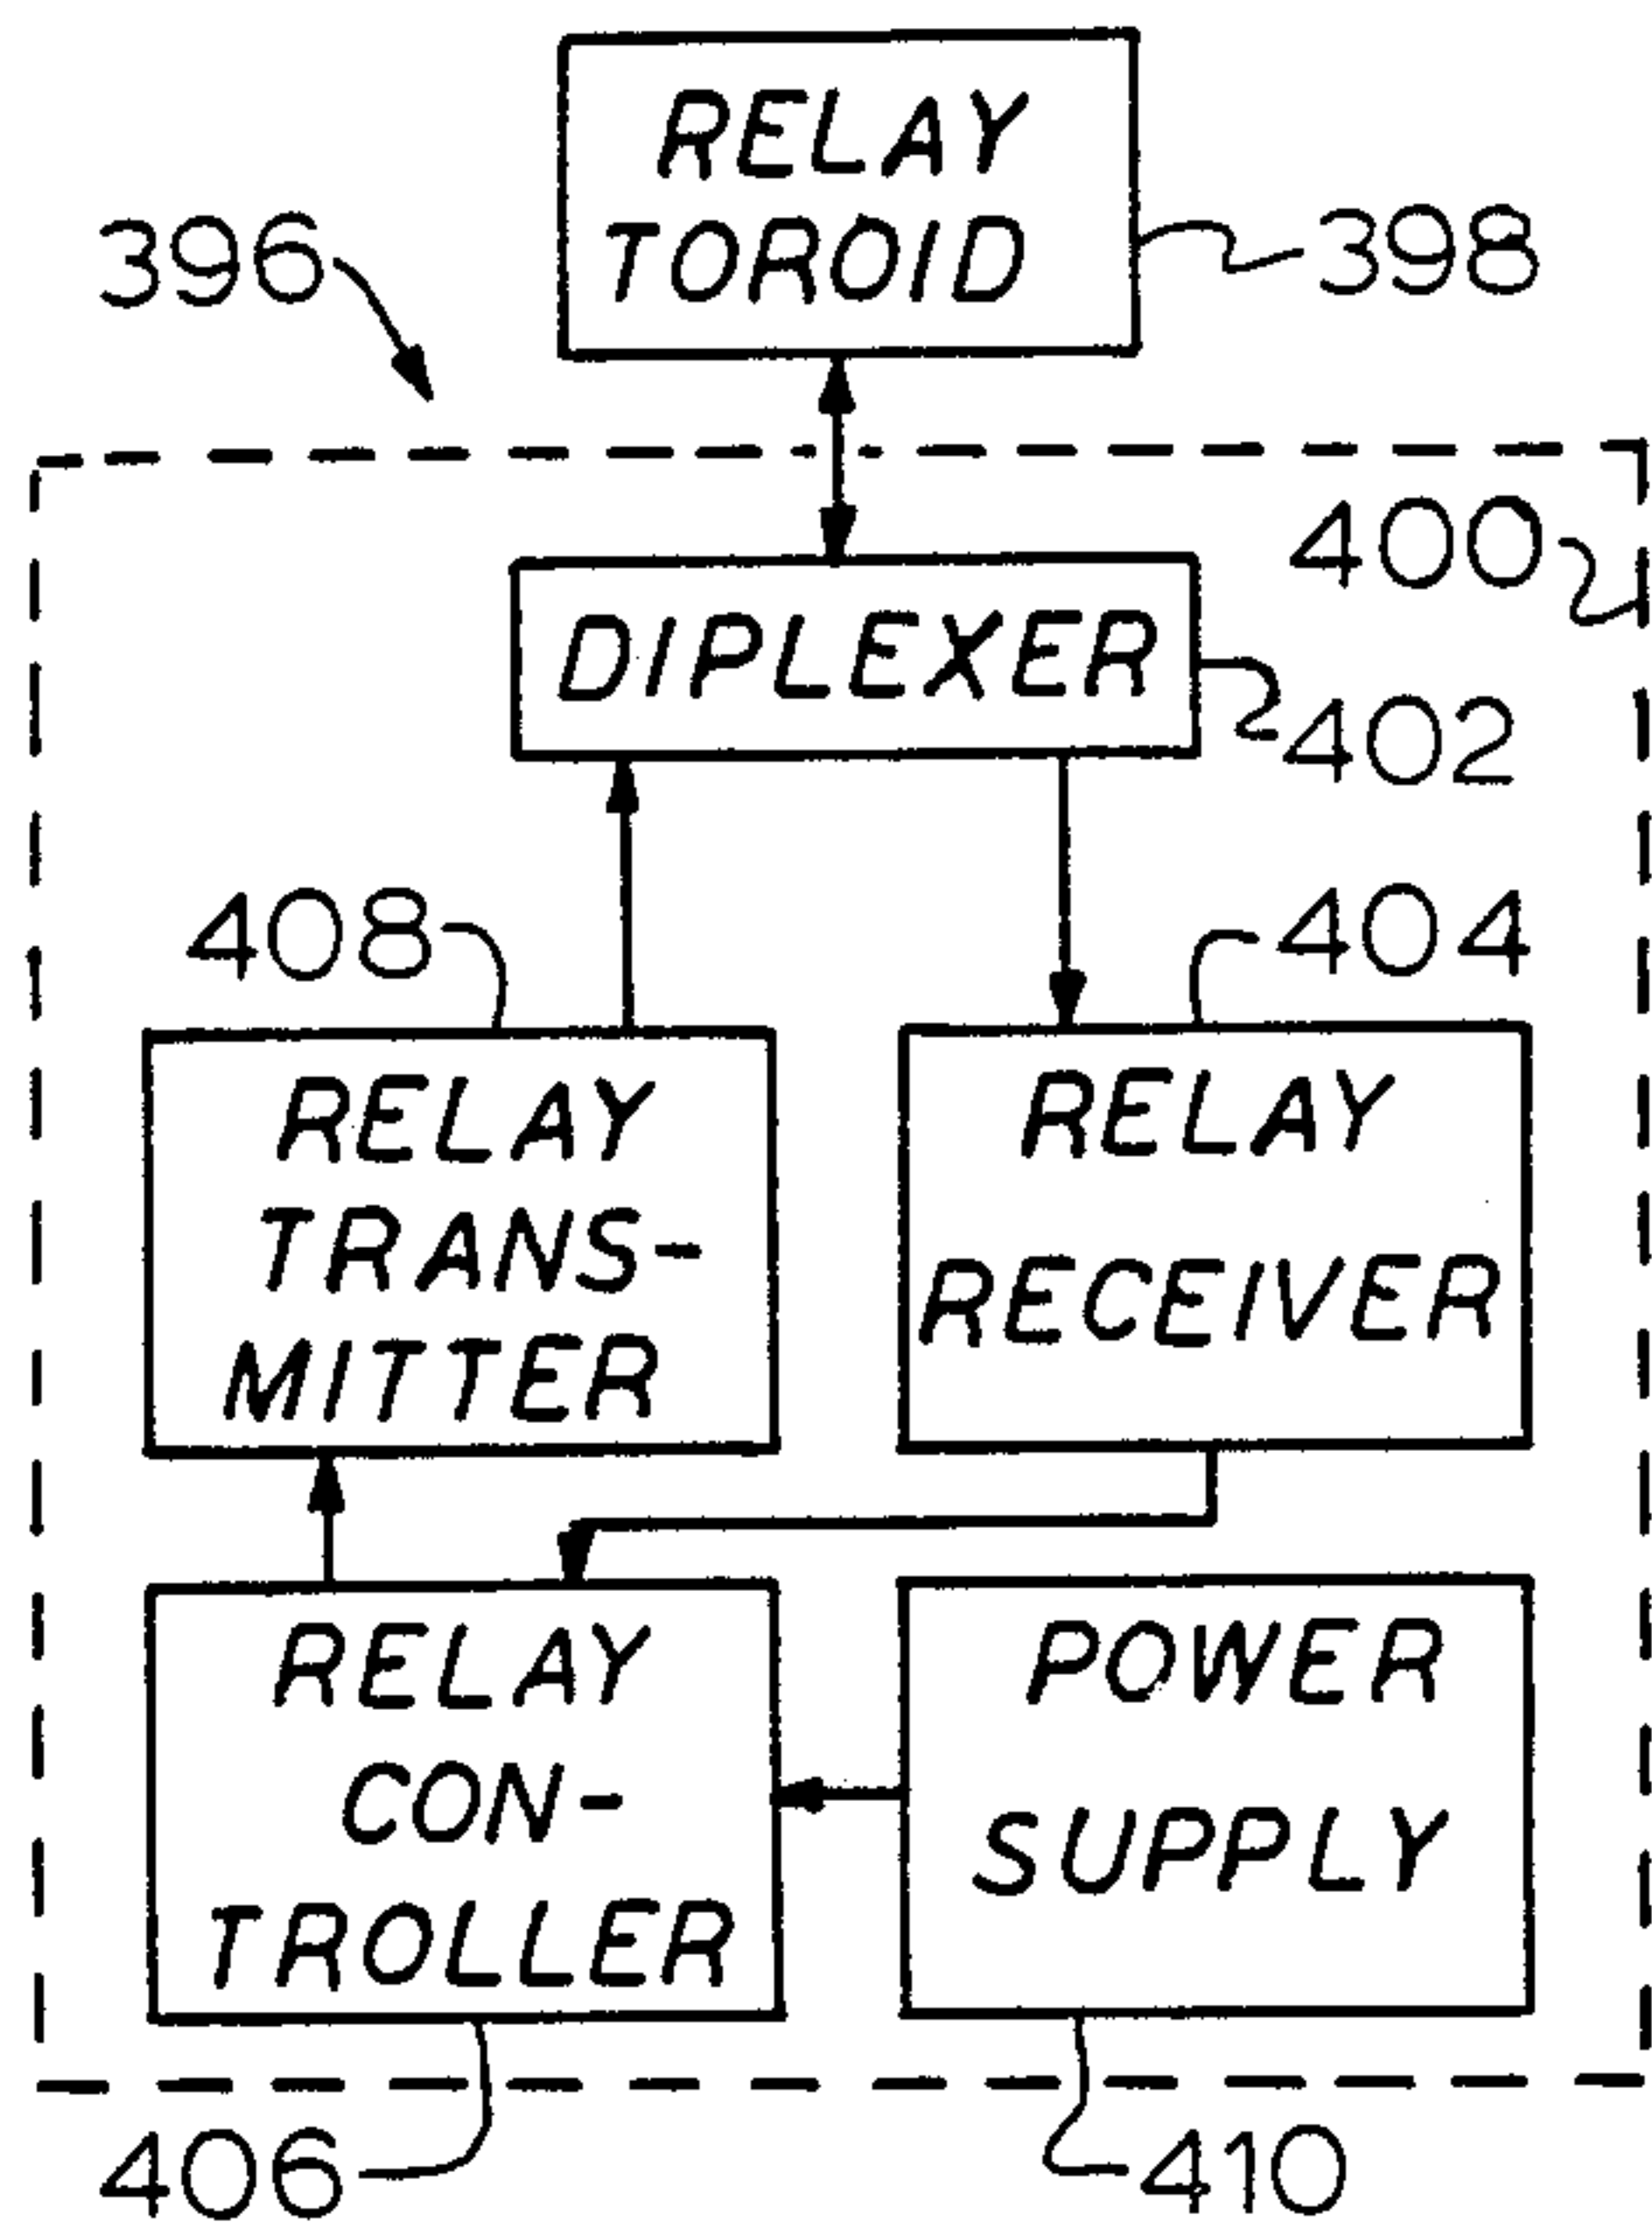 RELAY
TOROID
396
398
400
DIPLEXER
402
408
404
RELAY
TRANS-
MITTER
RELAY
RECEIVER
RELAY
CON-
TROLLER
POWER
SUPPLY
406
410